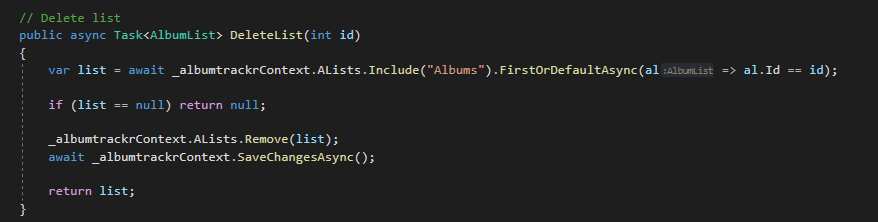 // Delete list
public async Task<AlbumList> DeleteList(int id)
{
var list = await _albumtrackrContext.ALists.Include("Albums").FirstOrDefaultAsync(al :AlbumList => al.Id == id);
if (list == null) return null;
_albumtrackrContext.ALists.Remove(list);
await _albumtrackrContext.SaveChangesAsync();
return list;
}